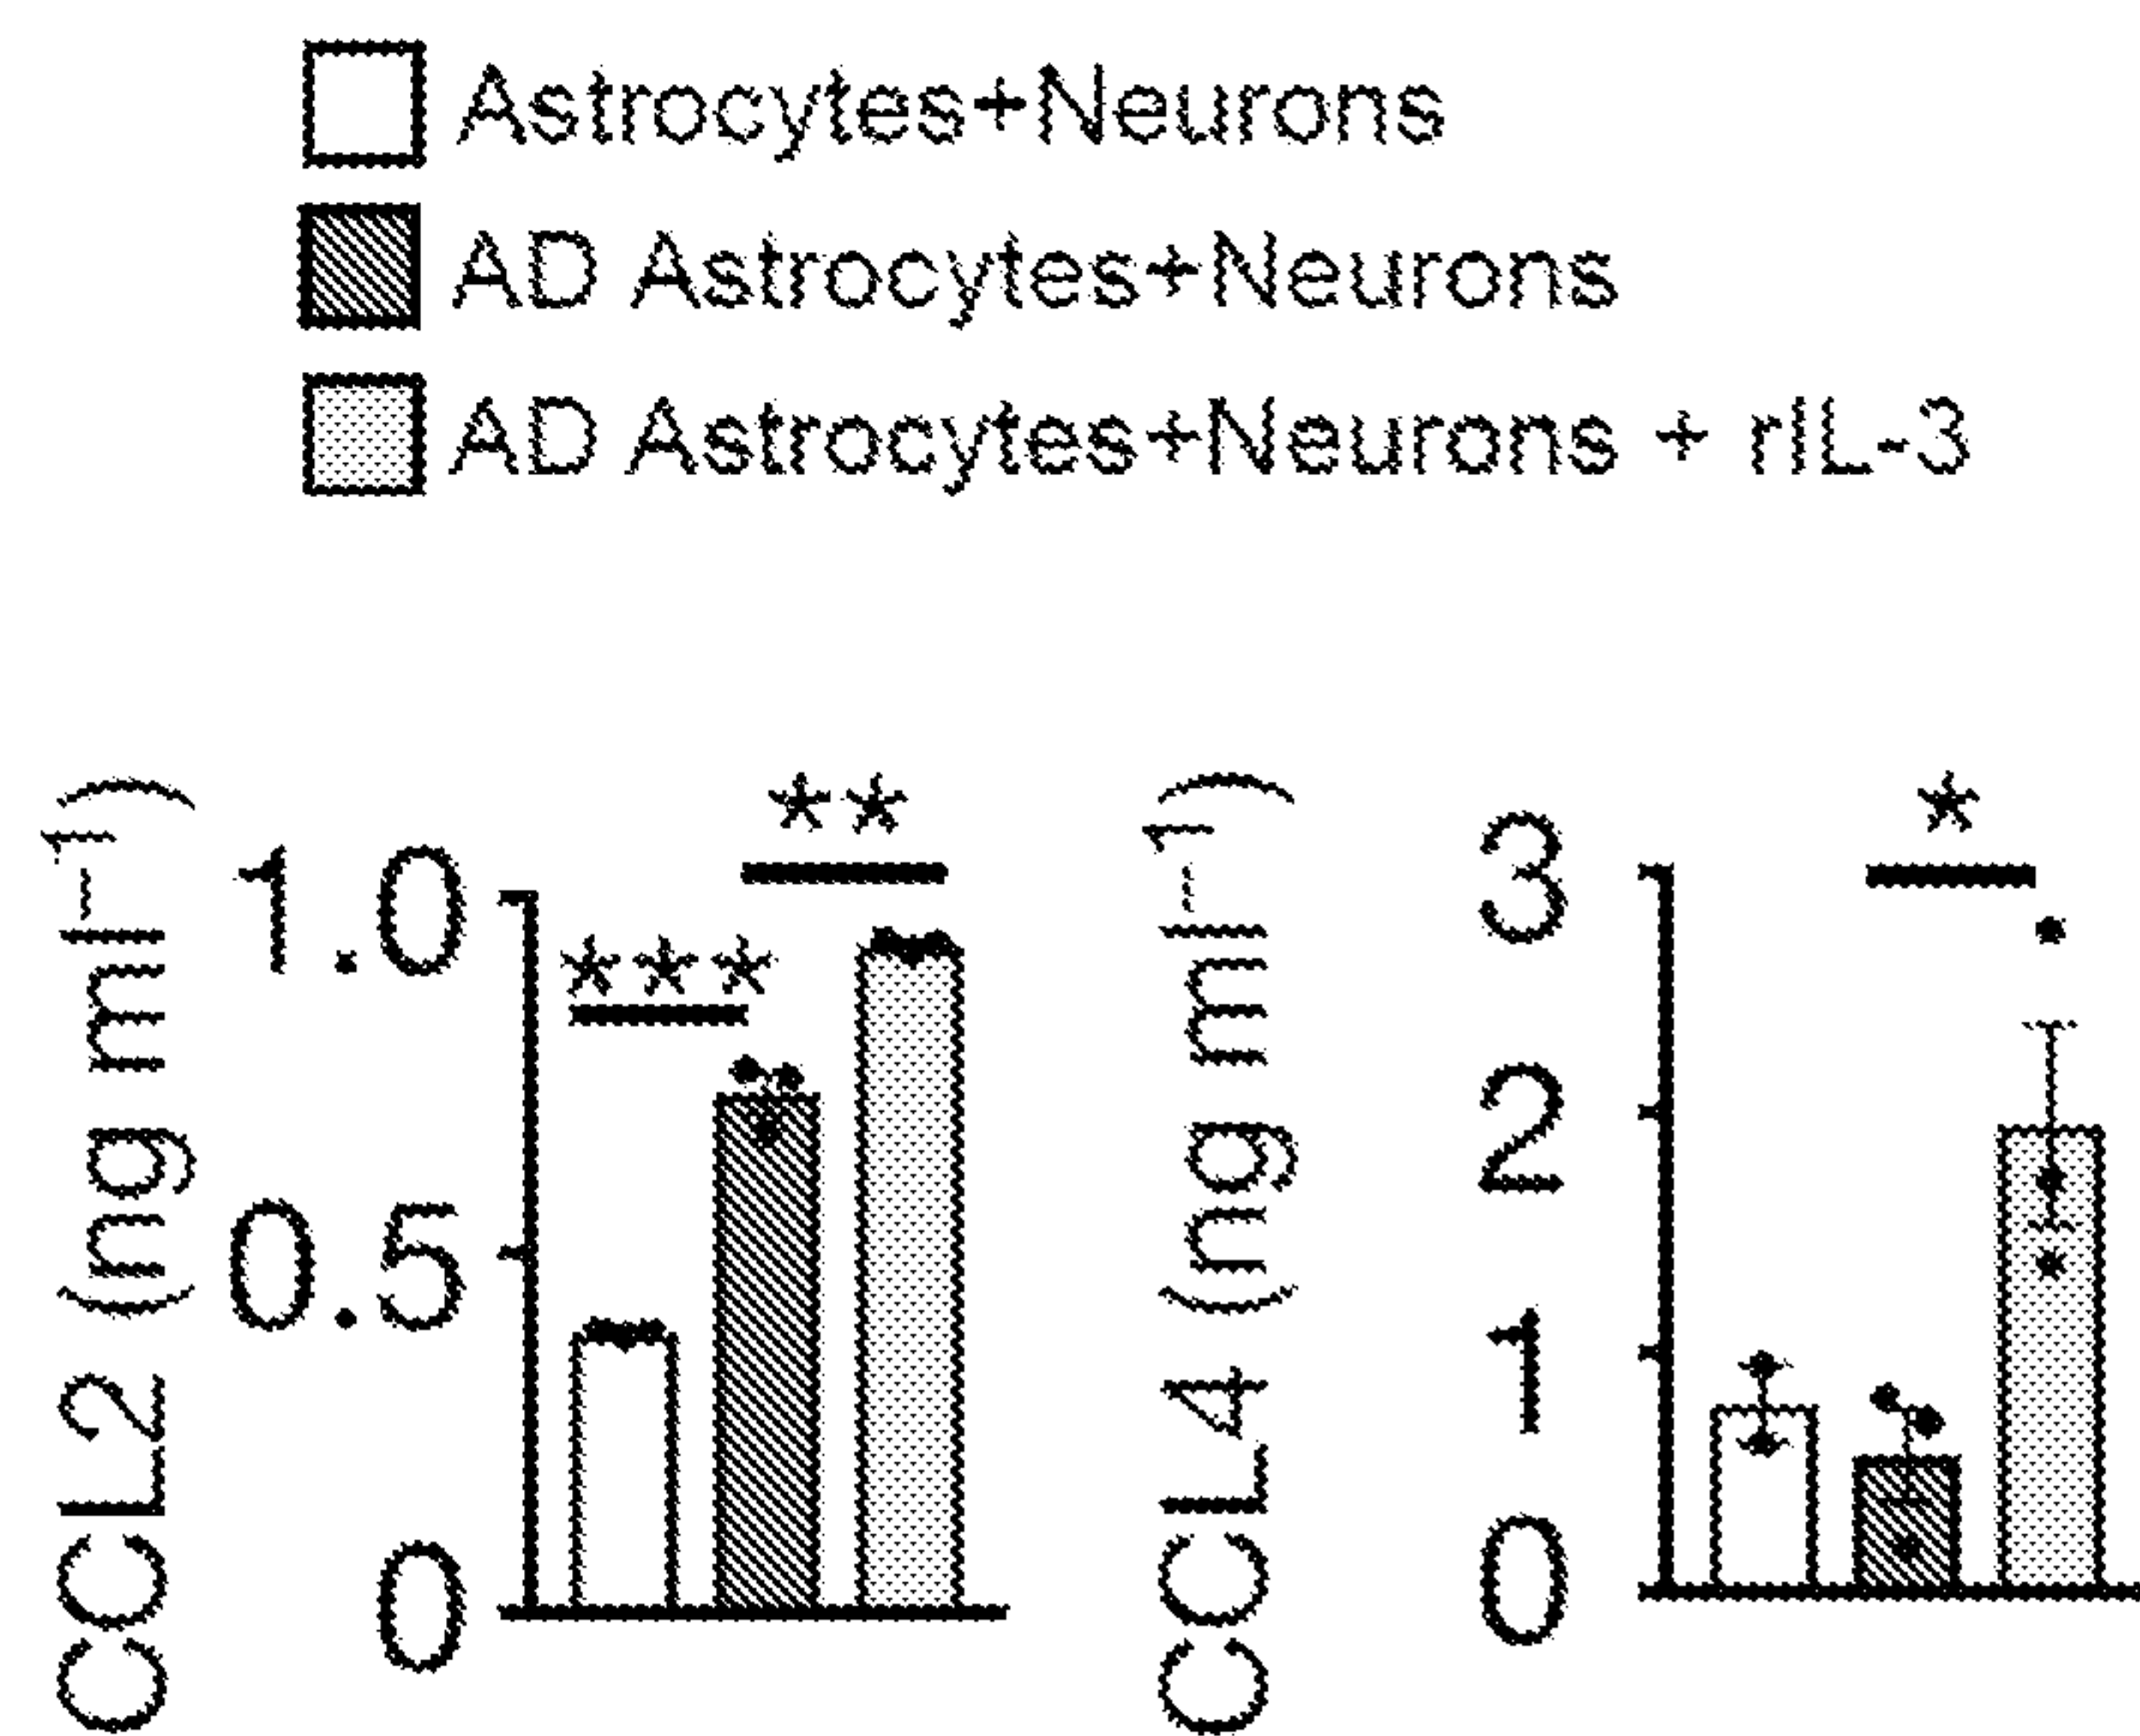 Astrocytes+Neurons
AD Astrocytes+Neurons
AD Astrocytes+Neurons + rIL-3
CCL2 (ng ml⁻¹)
1.0
0.5
0
***
**
CCL4 (ng ml⁻¹)
3
2
1
0
*